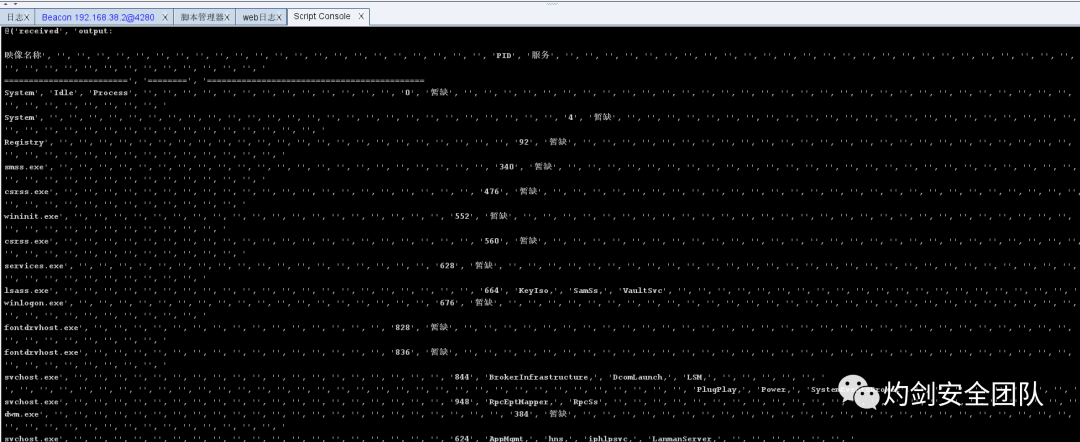 日志 X Beacon 192.168.38.2@4280 X 脚本管理器 X web日志 X Script Console X
@('received', 'output:
映像名称', 'PID', '服务',
=========================', '========', '============================================
System', 'Idle', 'Process', 0', '暂缺',
System', '4', '暂缺',
Registry', 92', '暂缺',
smss.exe', '340', '暂缺',
csrss.exe', '476', '暂缺',
wininit.exe', '552', '暂缺',
csrss.exe', '560', '暂缺',
services.exe', '628', '暂缺',
lsass.exe', '664', 'KeyIso,', 'SamSs,', 'VaultSvc',
winlogon.exe', '676', '暂缺',
fontdrvhost.exe', '828', '暂缺',
fontdrvhost.exe', '836', '暂缺',
svchost.exe', '844', 'BrokerInfrastructure,', 'DcomLaunch,', 'LSM,
PlugPlay,', 'Power,
svchost.exe', '948', 'RpcEptMapper,', 'RpcSs',
dwm.exe', '384', '暂缺',
svchost.exe', '624', 'AppMgmt,', 'hns,', 'iphlpsvc,', 'LanmanServer,
灼剑安全团队